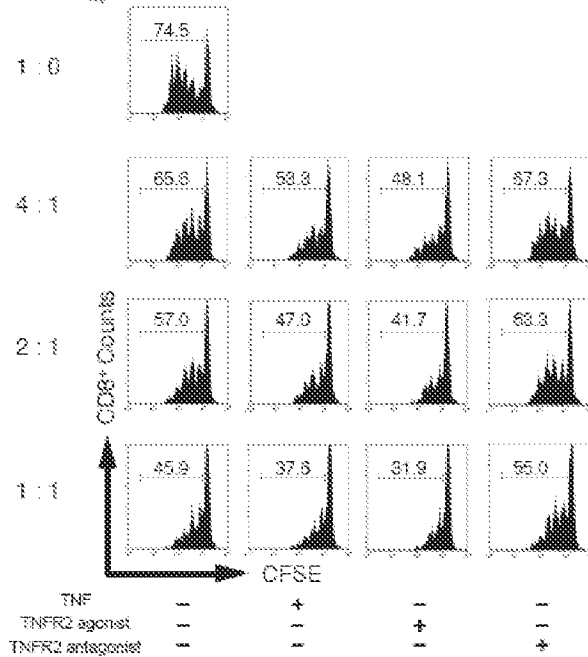 1 : 0
74.5
4 : 1
65.6 53.3 48.1 67.3
2 : 1
57.0 47.0 41.7 63.3
1 : 1
45.9 37.6 31.9 55.0
CD8⁺ Counts
CFSE
TNF − + − −
TNFR2 agonist − − + −
TNFR2 antagonist − − − +